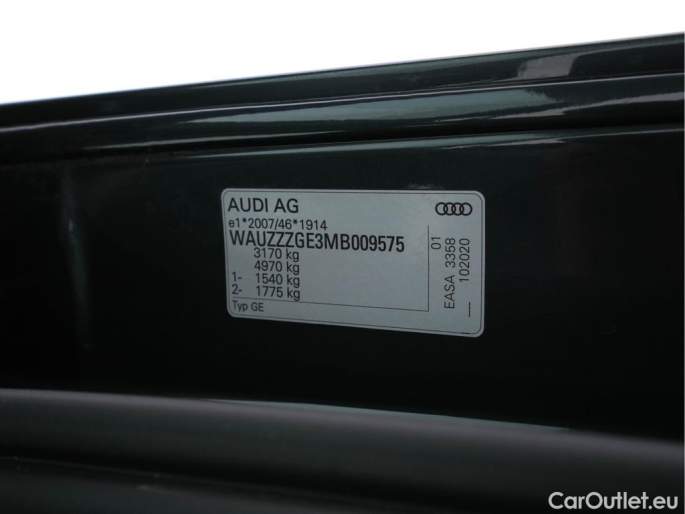 AUDI AG
e1*2007/46*1914
WAUZZZGE3MB009575
3170 kg
4970 kg
1- 1540 kg
2- 1775 kg
Typ GE
01
EASA 3358
__ 102020
CarOutlet.eu